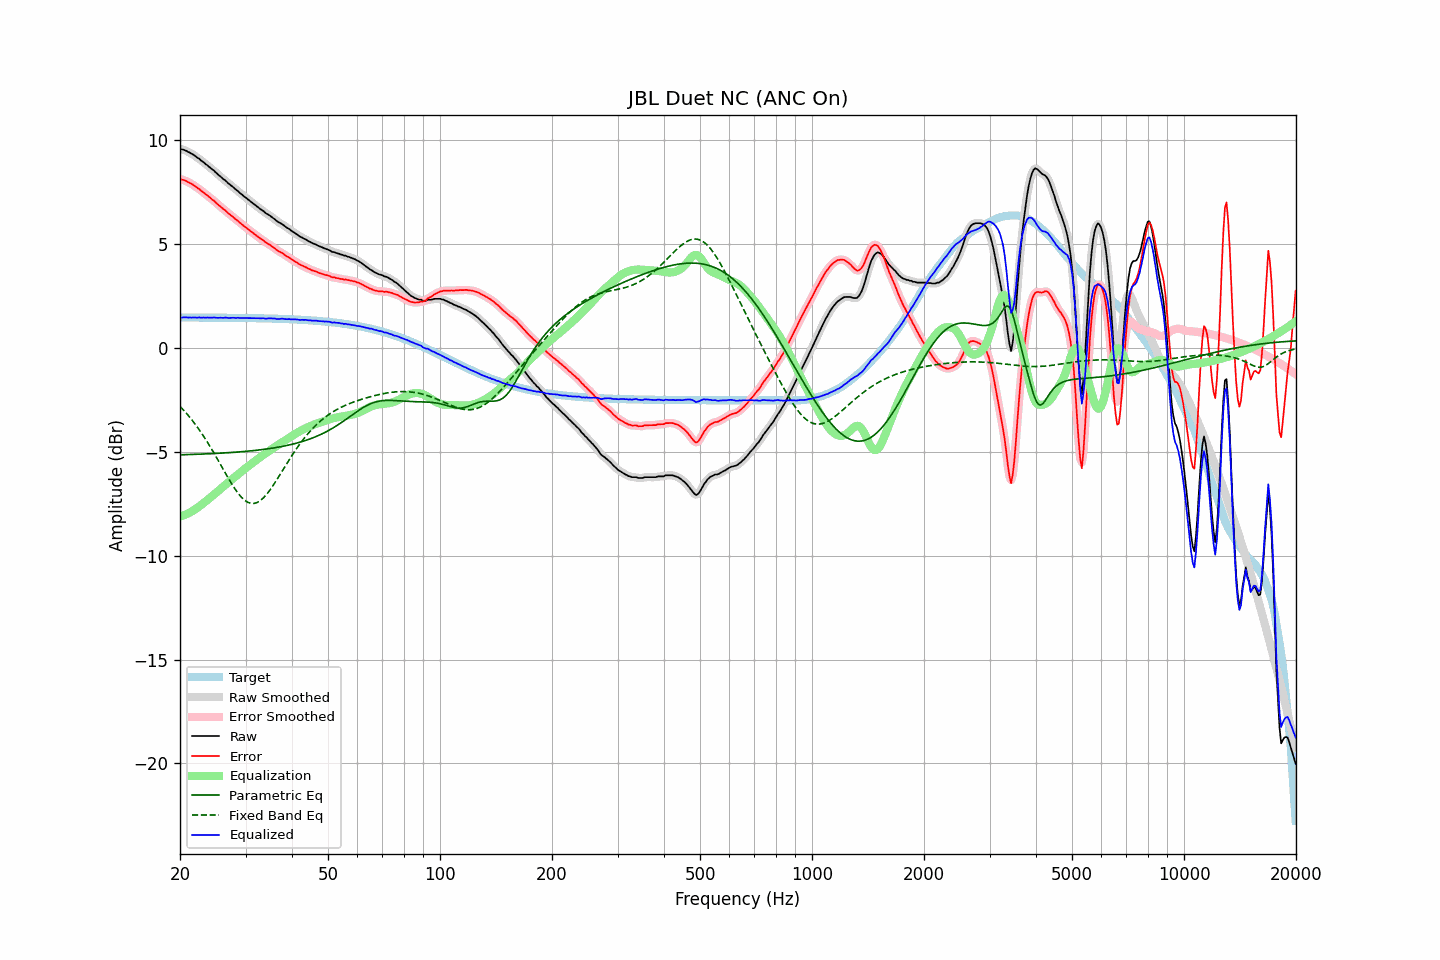 JBL Duet NC (ANC On)
10
5
0
−5
−10
−15
−20
Amplitude (dBr)
Target
Raw Smoothed
Error Smoothed
Raw
Error
Equalization
Parametric Eq
Fixed Band Eq
Equalized
20
50
100
200
500
1000
2000
5000
10000
20000
Frequency (Hz)